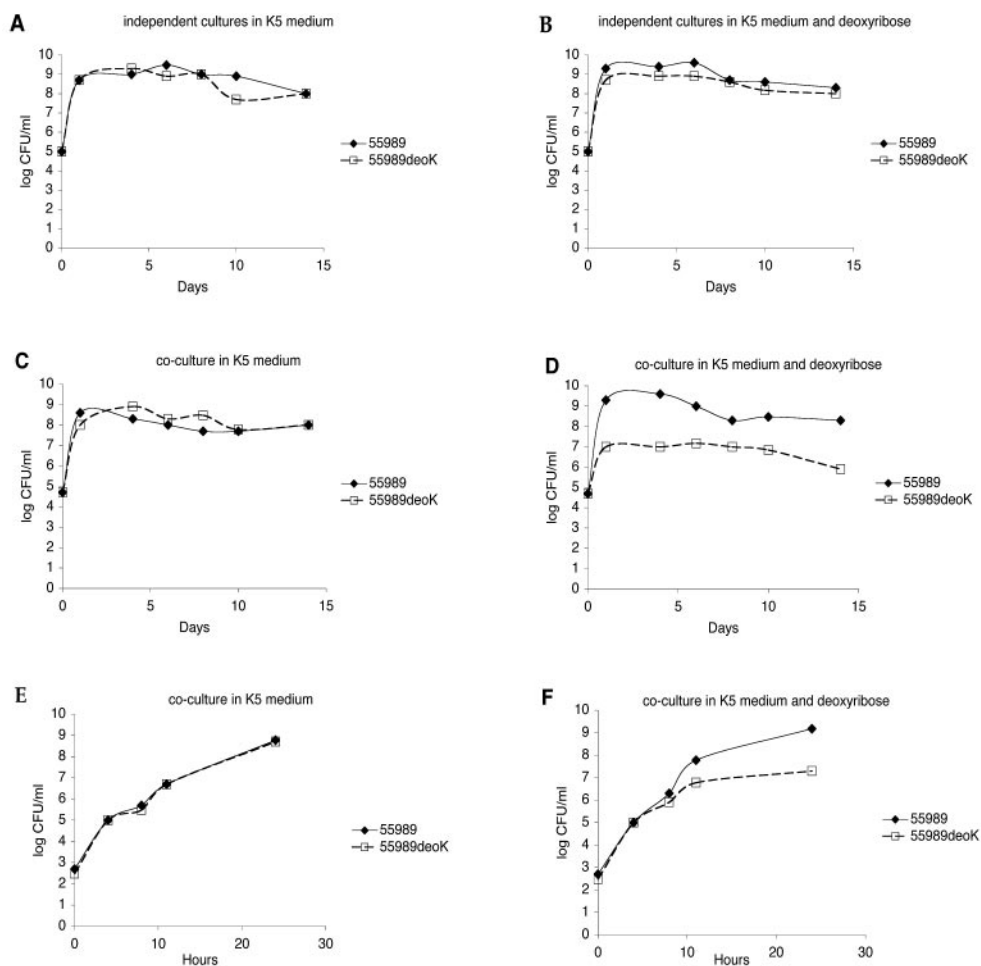 A
independent cultures in K5 medium
10
9
8
7
6
5
4
3
2
1
0
log CFU/ml
0 5 10 15
Days
55989
55989deoK
B
independent cultures in K5 medium and deoxyribose
10
9
8
7
6
5
4
3
2
1
0
log CFU/ml
0 5 10 15
Days
55989
55989deoK
C
co-culture in K5 medium
10
9
8
7
6
5
4
3
2
1
0
log CFU/ml
0 5 10 15
Days
55989
55989deoK
D
co-culture in K5 medium and deoxyribose
10
9
8
7
6
5
4
3
2
1
0
log CFU/ml
0 5 10 15
Days
55989
55989deoK
E
co-culture in K5 medium
10
9
8
7
6
5
4
3
2
1
0
log CFU/ml
0 10 20 30
Hours
55989
55989deoK
F
co-culture in K5 medium and deoxyribose
10
9
8
7
6
5
4
3
2
1
0
log CFU/ml
0 10 20 30
Hours
55989
55989deoK